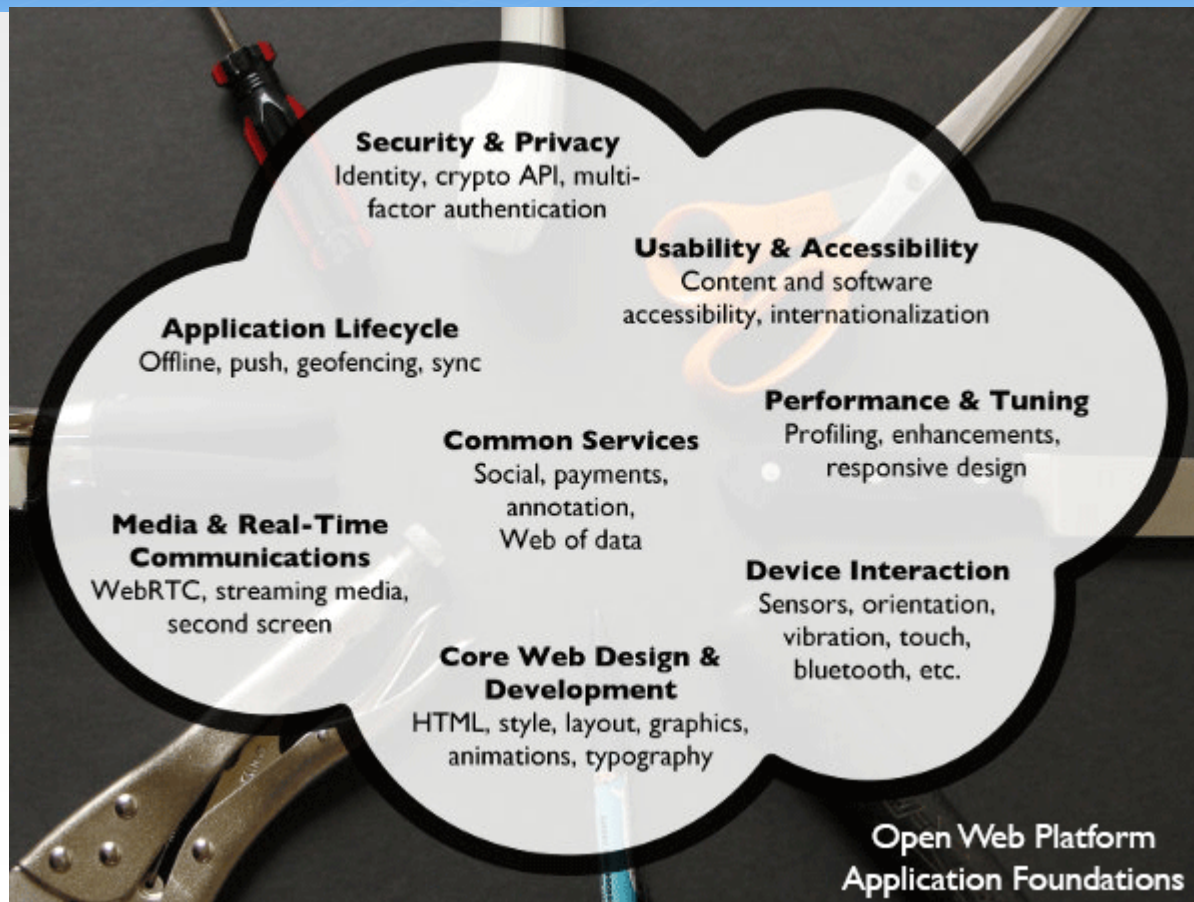 Security & Privacy
Identity, crypto API, multi-
factor authentication
Usability & Accessibility
Content and software
accessibility, internationalization
Application Lifecycle
Offline, push, geofencing, sync
Performance & Tuning
Profiling, enhancements,
responsive design
Common Services
Social, payments,
annotation,
Web of data
Media & Real-Time
Communications
WebRTC, streaming media,
second screen
Device Interaction
Sensors, orientation,
vibration, touch,
bluetooth, etc.
Core Web Design &
Development
HTML, style, layout, graphics,
animations, typography
Open Web Platform
Application Foundations